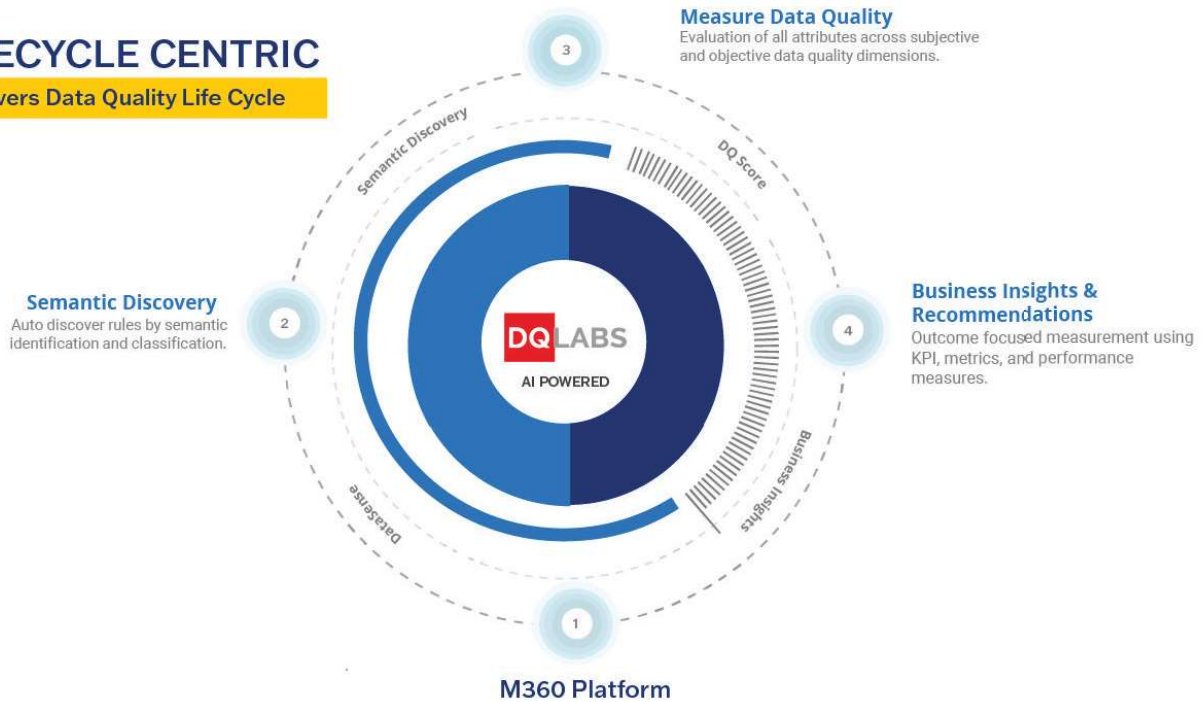 ECYCLE CENTRIC
vers Data Quality Life Cycle
3
Measure Data Quality
Evaluation of all attributes across subjective
and objective data quality dimensions.
Semantic Discovery
DQ Score
2
Semantic Discovery
Auto discover rules by semantic
identification and classification.
DQLABS
AI POWERED
4
Business Insights &
Recommendations
Outcome focused measurement using
KPI, metrics, and performance
measures.
DataSense
Business Insights
1
M360 Platform